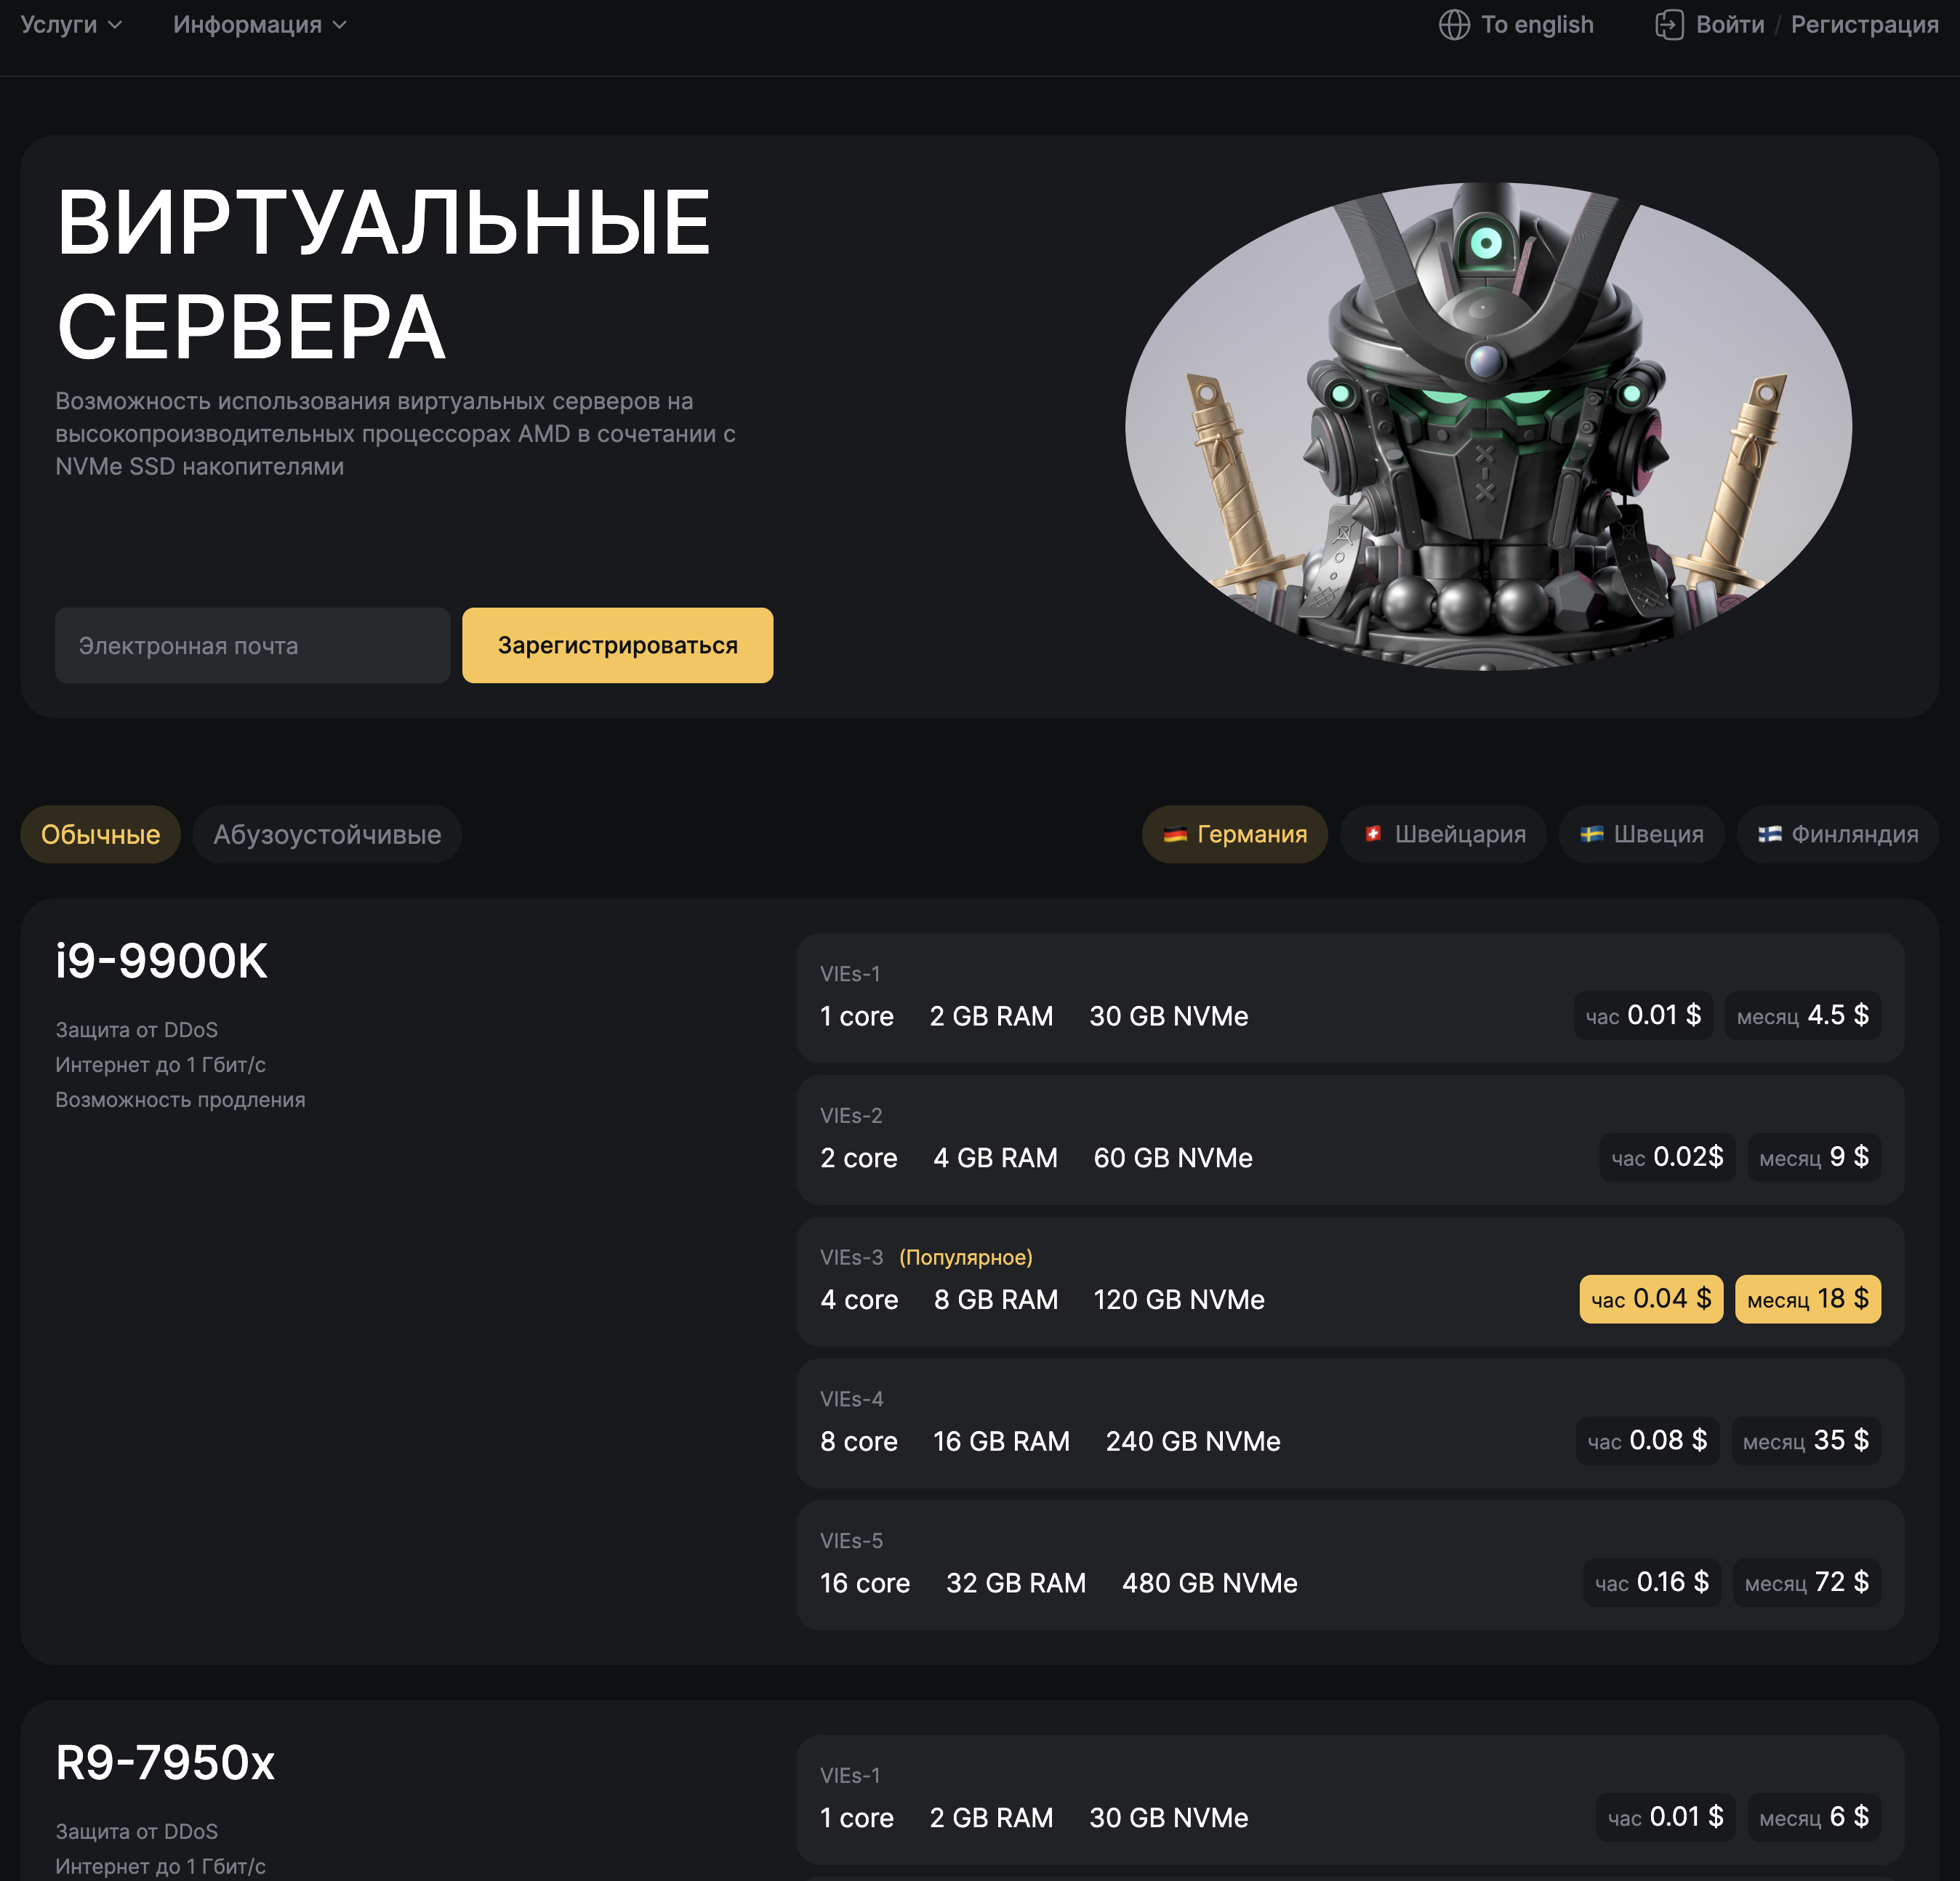 Услуги
Информация
To english
Войти / Регистрация
ВИРТУАЛЬНЫЕ
СЕРВЕРА
Возможность использования виртуальных серверов на
высокопроизводительных процессорах AMD в сочетании с
NVMe SSD накопителями
Электронная почта
Зарегистрироваться
Обычные
Абузоустойчивые
Германия
Швейцария
Швеция
Финляндия
i9-9900K
Защита от DDoS
Интернет до 1 Гбит/с
Возможность продления
VIEs-1
1 core 2 GB RAM 30 GB NVMe
час 0.01 $ месяц 4.5 $
VIEs-2
2 core 4 GB RAM 60 GB NVMe
час 0.02$ месяц 9 $
VIEs-3 (Популярное)
4 core 8 GB RAM 120 GB NVMe
час 0.04 $ месяц 18 $
VIEs-4
8 core 16 GB RAM 240 GB NVMe
час 0.08 $ месяц 35 $
VIEs-5
16 core 32 GB RAM 480 GB NVMe
час 0.16 $ месяц 72 $
R9-7950x
Защита от DDoS
Интернет до 1 Гбит/с
VIEs-1
1 core 2 GB RAM 30 GB NVMe
час 0.01 $ месяц 6 $